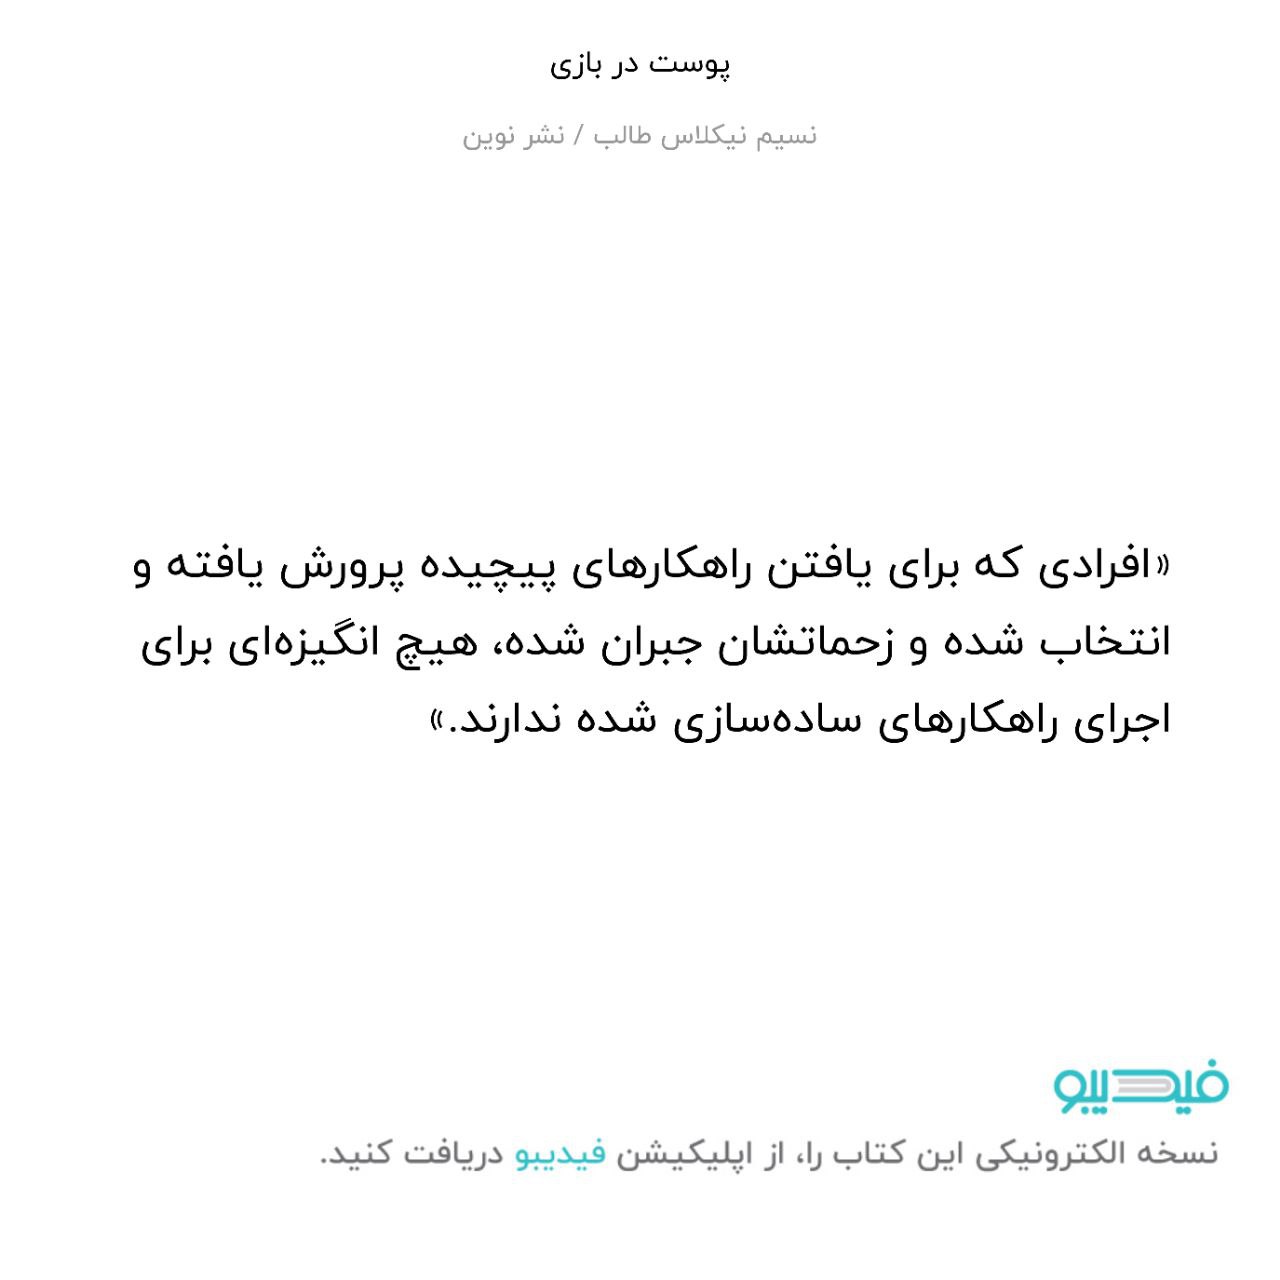 پوست در بازی
نسیم نیکلاس طالب / نشر نوین
«افرادی که برای یافتن راهکارهای پیچیده پرورش یافته و
انتخاب شده و زحماتشان جبران شده، هیچ انگیزه‌ای برای
اجرای راهکارهای ساده‌سازی شده ندارند.»
فیدیبو
نسخه الکترونیکی این کتاب را، از اپلیکیشن فیدیبو دریافت کنید.